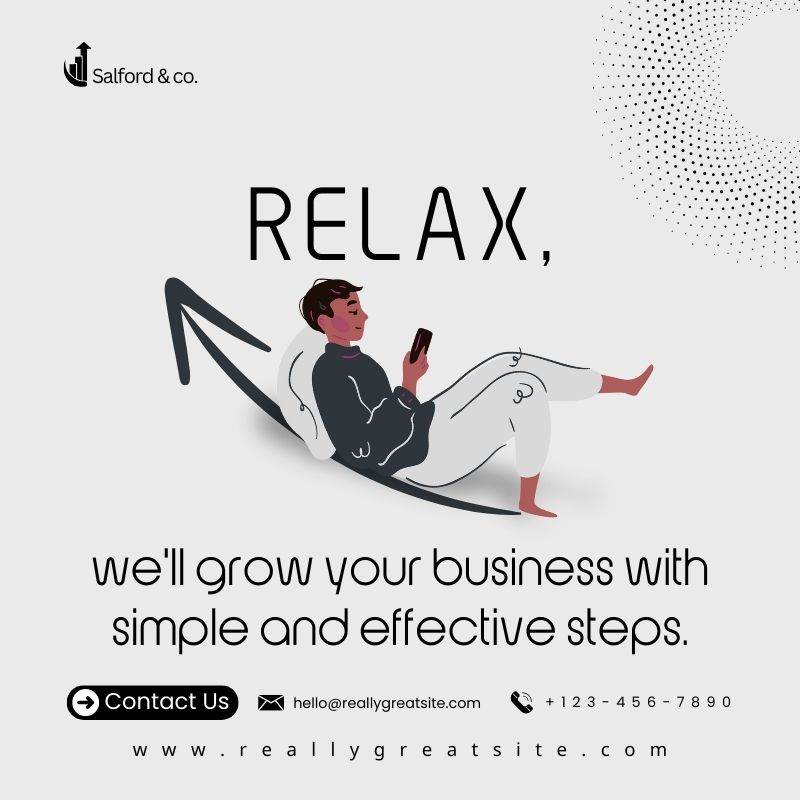 Salford & co.
RELAX,
we'll grow your business with
simple and effective steps.
Contact Us hello@reallygreatsite.com +123-456-7890
www.reallygreatsite.com